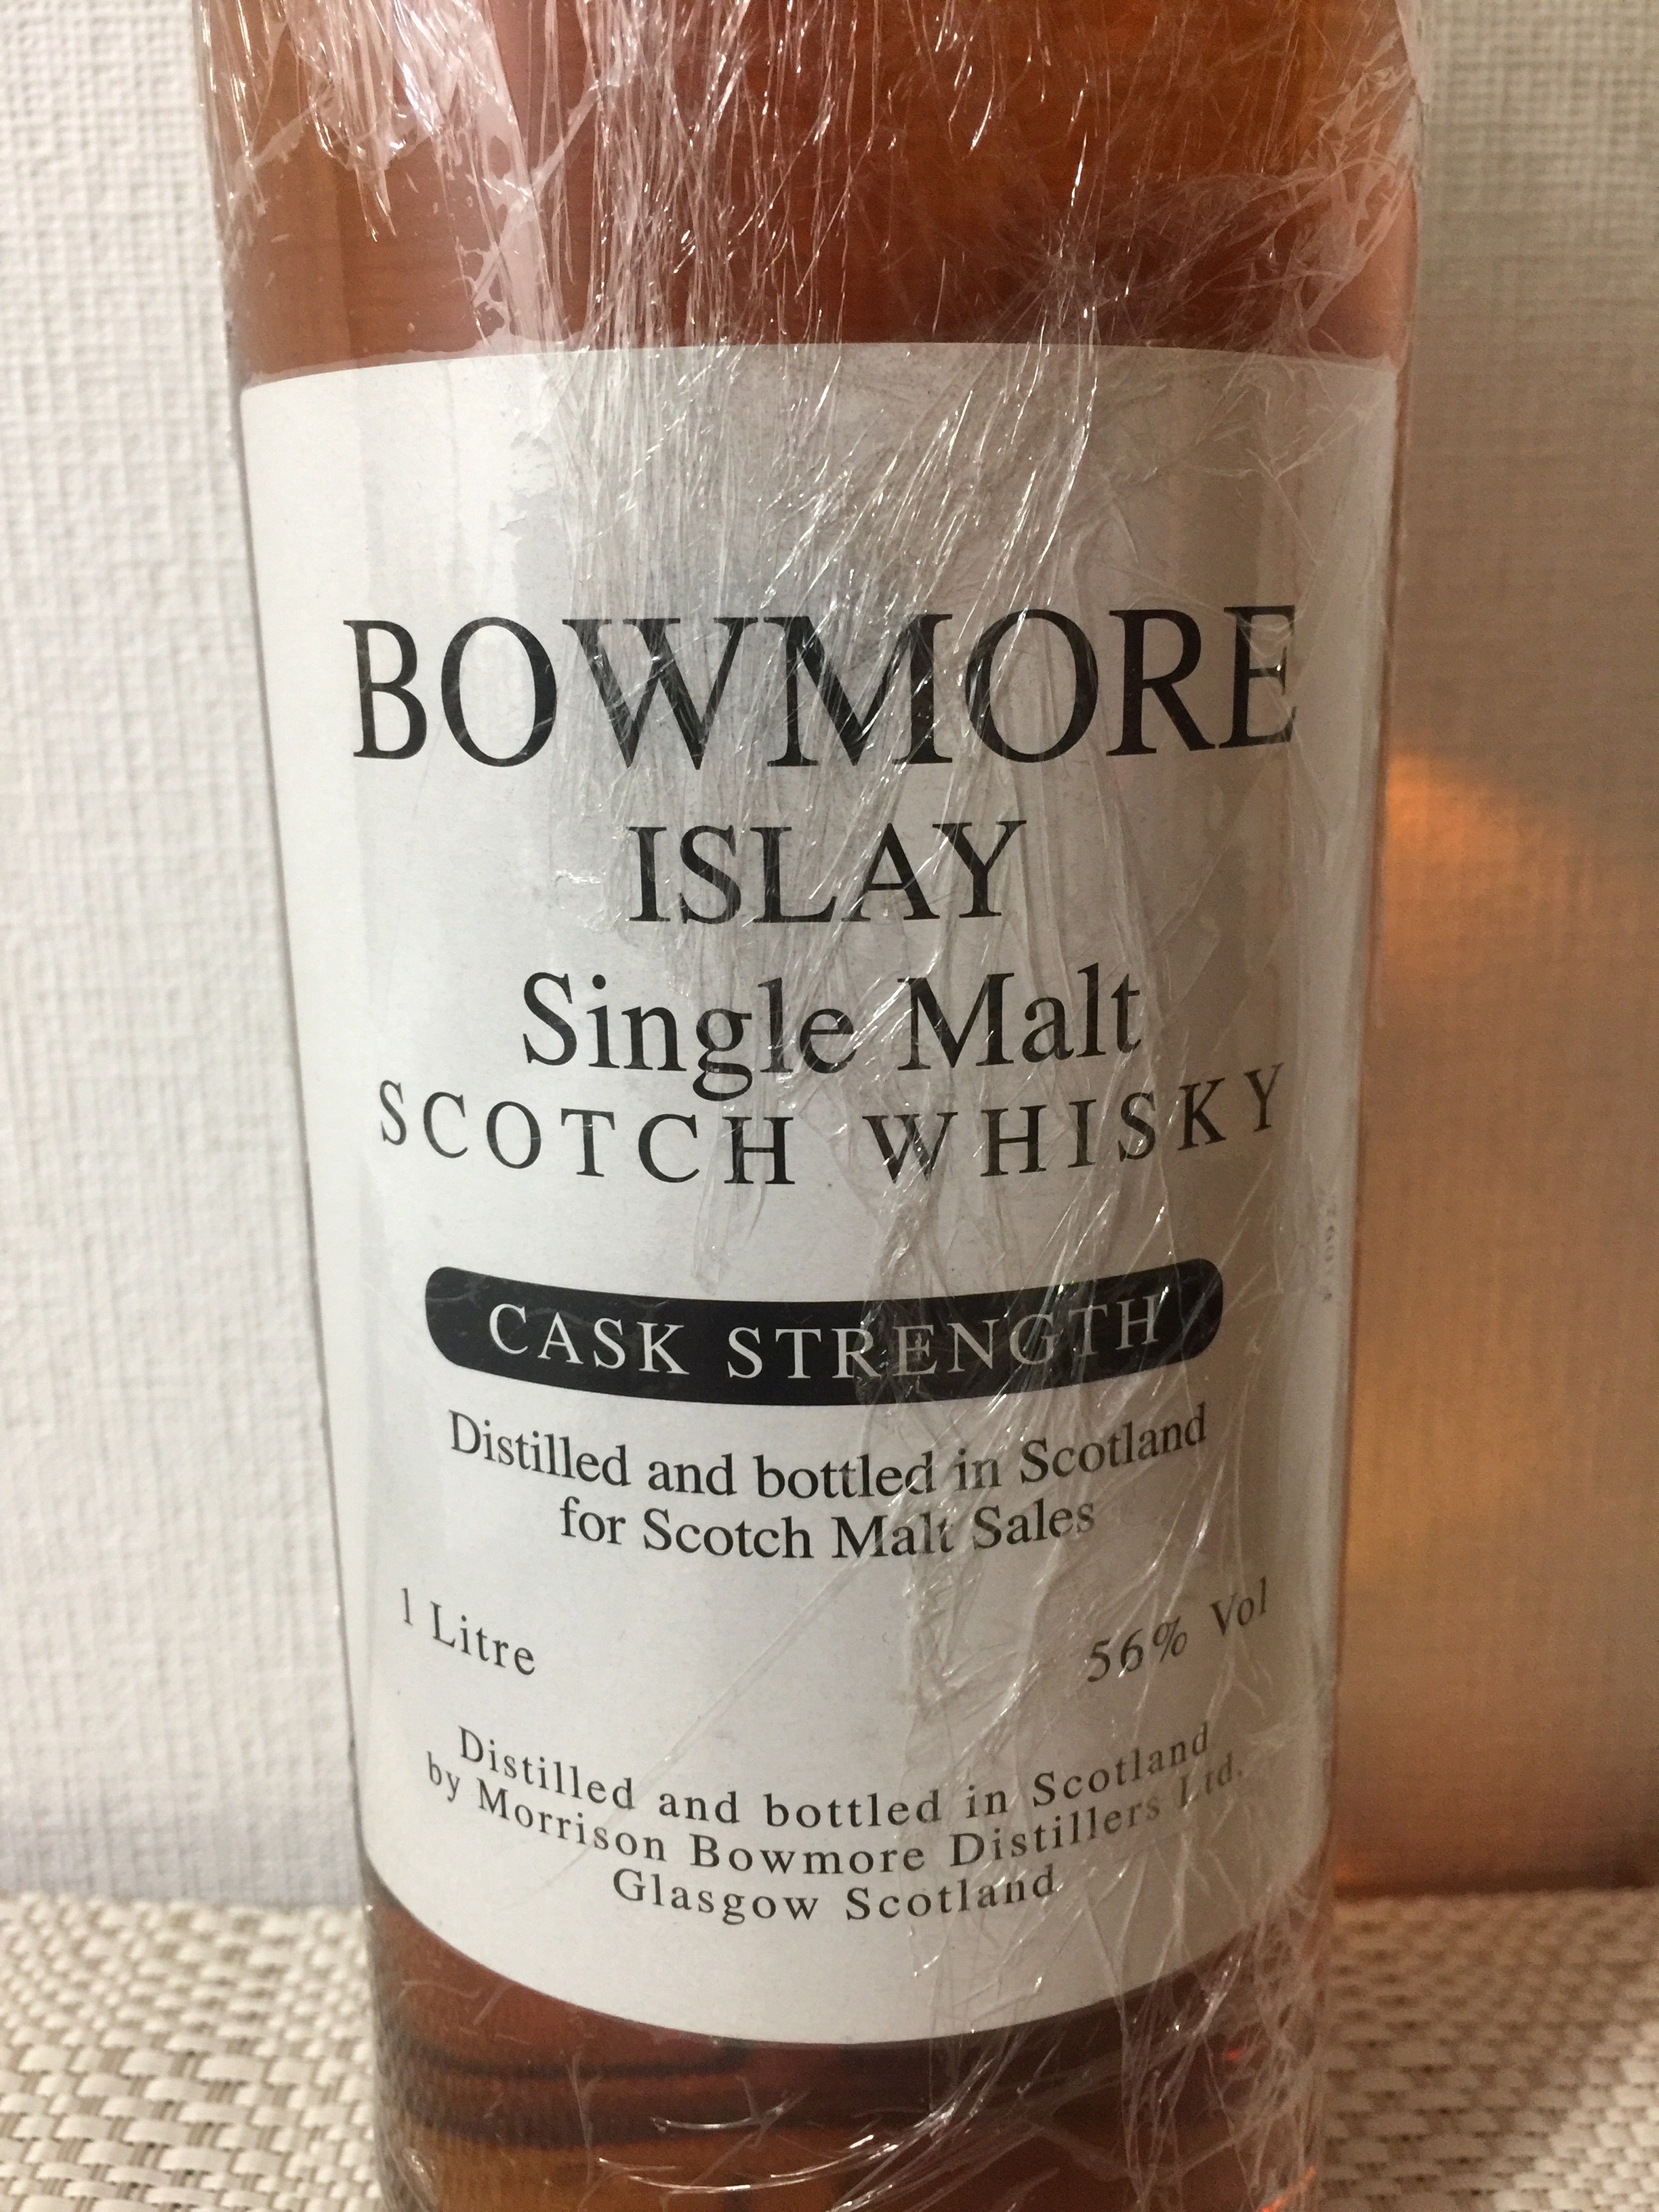 BOWMORE
ISLAY
Single Malt
SCOTCH WHISKY
CASK STRENGTH
Distilled and bottled in Scotland
for Scotch Malt Sales
1 Litre 56% Vol
Distilled and bottled in Scotland
by Morrison Bowmore Distillers Ltd.
Glasgow Scotland